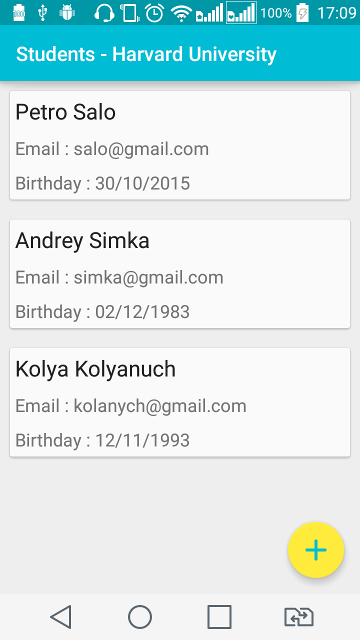 100% 17:09
Students - Harvard University
Petro Salo
Email : salo@gmail.com
Birthday : 30/10/2015
Andrey Simka
Email : simka@gmail.com
Birthday : 02/12/1983
Kolya Kolyanuch
Email : kolanych@gmail.com
Birthday : 12/11/1993